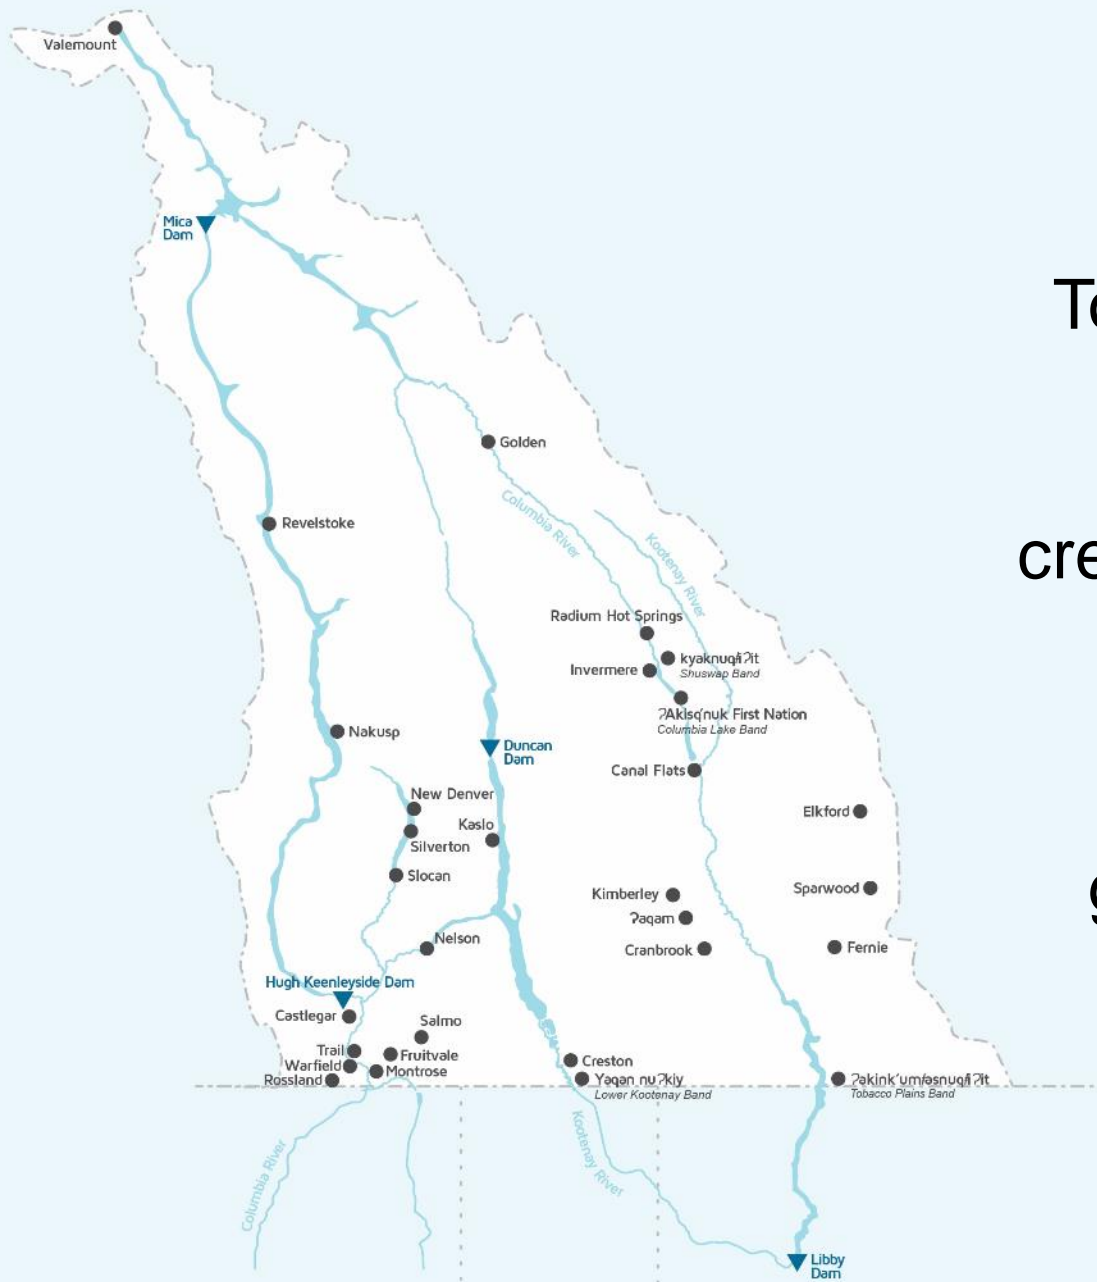 Valemount
Mica
Dam
To
Golden
Columbia River
Revelstoke
Kootenay River
cre
Radium Hot Springs
kyaknuqⱡiʔit
Shuswap Band
Invermere
ʔAkisq̓nuk First Nation
Columbia Lake Band
Nakusp
Duncan
Dam
Canal Flats
New Denver
Elkford
Kaslo
Silverton
Slocan
Kimberley
Sparwood
g
ʔaqam
Nelson
Cranbrook
Fernie
Hugh Keenleyside Dam
Castlegar
Salmo
Trail
Fruitvale
Creston
Warfield
Montrose
Rossland
Yaqan nuʔkiy
Lower Kootenay Band
ʔakink̓umⱡasnuqⱡiʔit
Tobacco Plains Band
Columbia River
Kootenay River
Libby
Dam